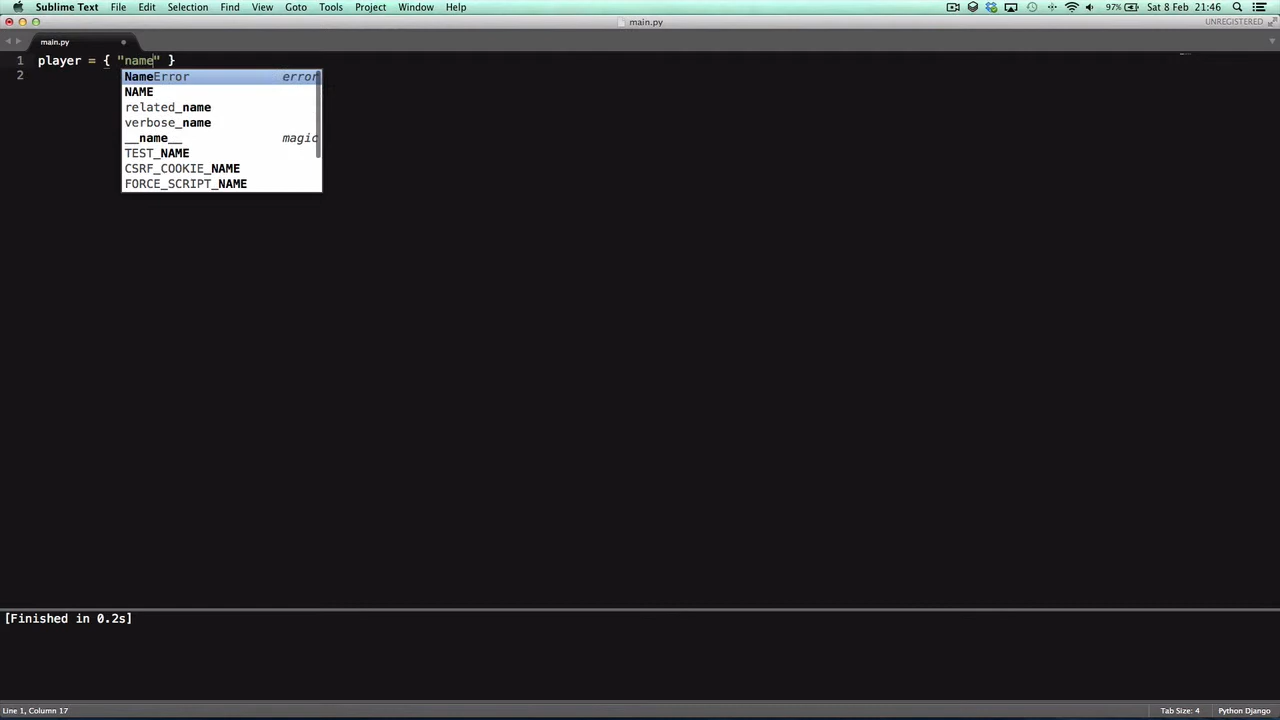 Sublime Text File Edit Selection Find View Goto Tools Project Window Help 97% Sat 8 Feb 21:46
main.py UNREGISTERED
main.py
1 player = { "name" }
2
NameError error
NAME
related_name
verbose_name
__name__ magic
TEST_NAME
CSRF_COOKIE_NAME
FORCE_SCRIPT_NAME
[Finished in 0.2s]
Line 1, Column 17 Tab Size: 4 Python Django